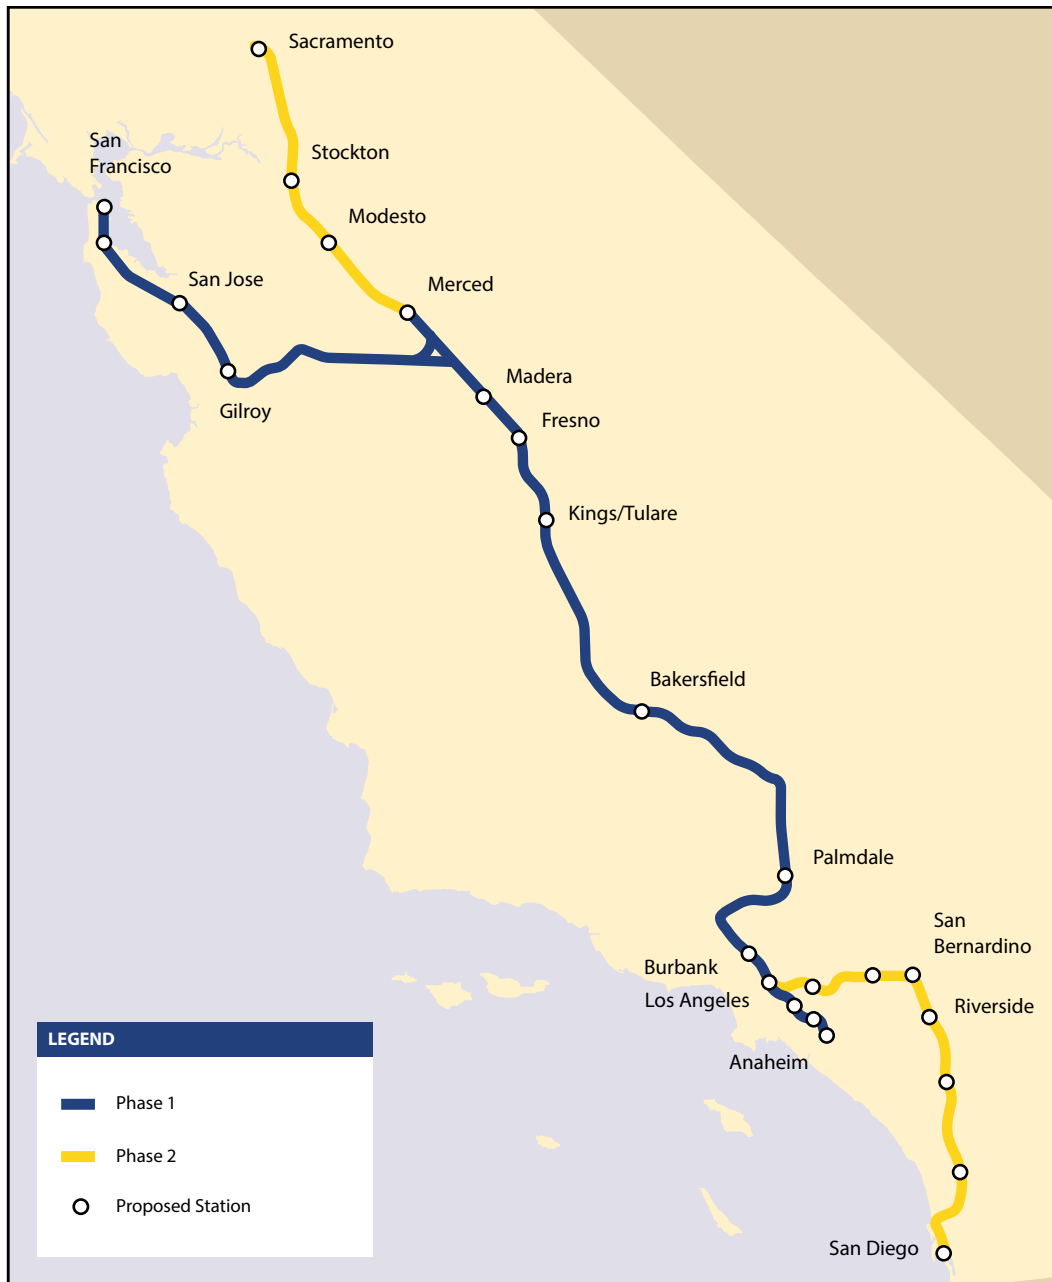 Sacramento
San
Francisco
Stockton
Modesto
San Jose
Merced
Madera
Gilroy
Fresno
Kings/Tulare
Bakersfield
Palmdale
San
Bernardino
Burbank
Los Angeles
Riverside
Anaheim
San Diego
LEGEND
Phase 1
Phase 2
Proposed Station